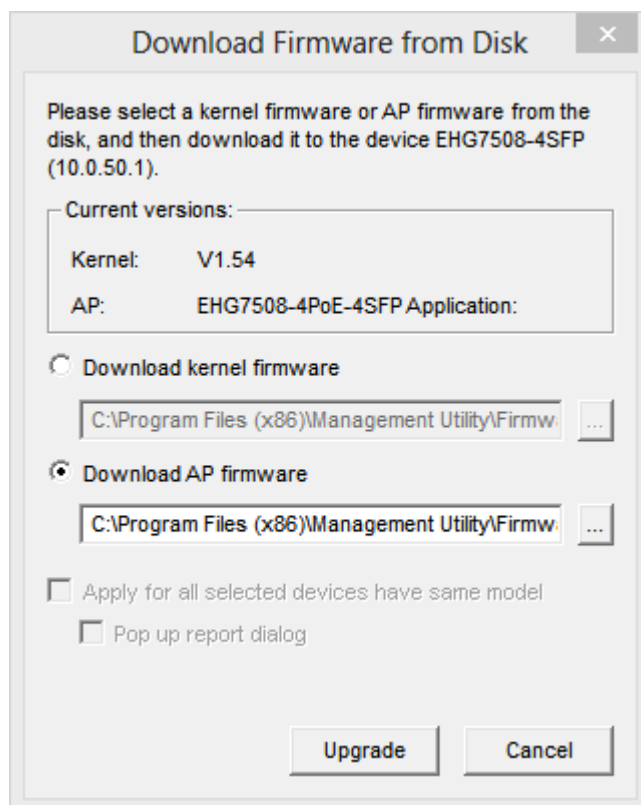 Download Firmware from Disk
Please select a kernel firmware or AP firmware from the
disk, and then download it to the device EHG7508-4SFP
(10.0.50.1).
Current versions:
Kernel: V1.54
AP: EHG7508-4PoE-4SFP Application:
Download kernel firmware
C:\Program Files (x86)\Management Utility\Firmw
...
Download AP firmware
C:\Program Files (x86)\Management Utility\Firmw
...
Apply for all selected devices have same model
Pop up report dialog
Upgrade Cancel